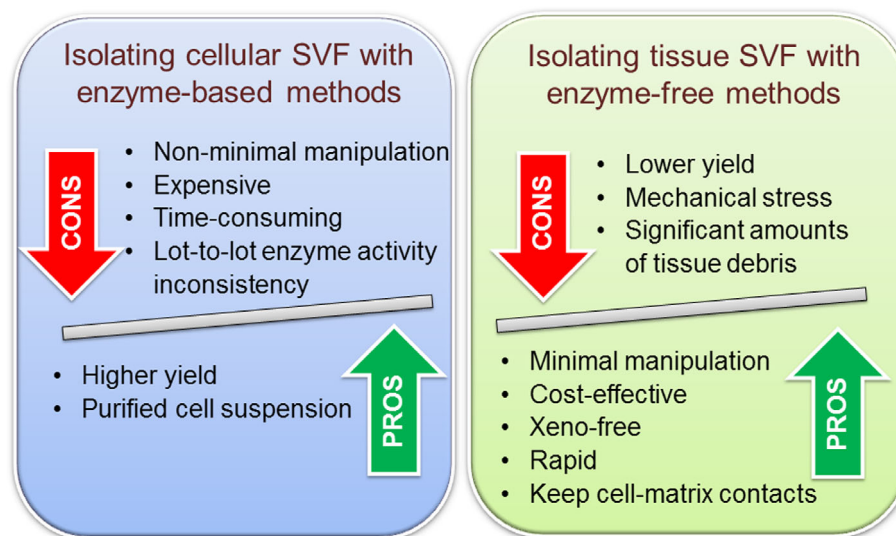 Isolating cellular SVF with
enzyme-based methods
CONS
• Non-minimal manipulation
• Expensive
• Time-consuming
• Lot-to-lot enzyme activity
inconsistency
• Higher yield
• Purified cell suspension
PROS
Isolating tissue SVF with
enzyme-free methods
CONS
• Lower yield
• Mechanical stress
• Significant amounts
of tissue debris
• Minimal manipulation
• Cost-effective
• Xeno-free
• Rapid
• Keep cell-matrix contacts
PROS